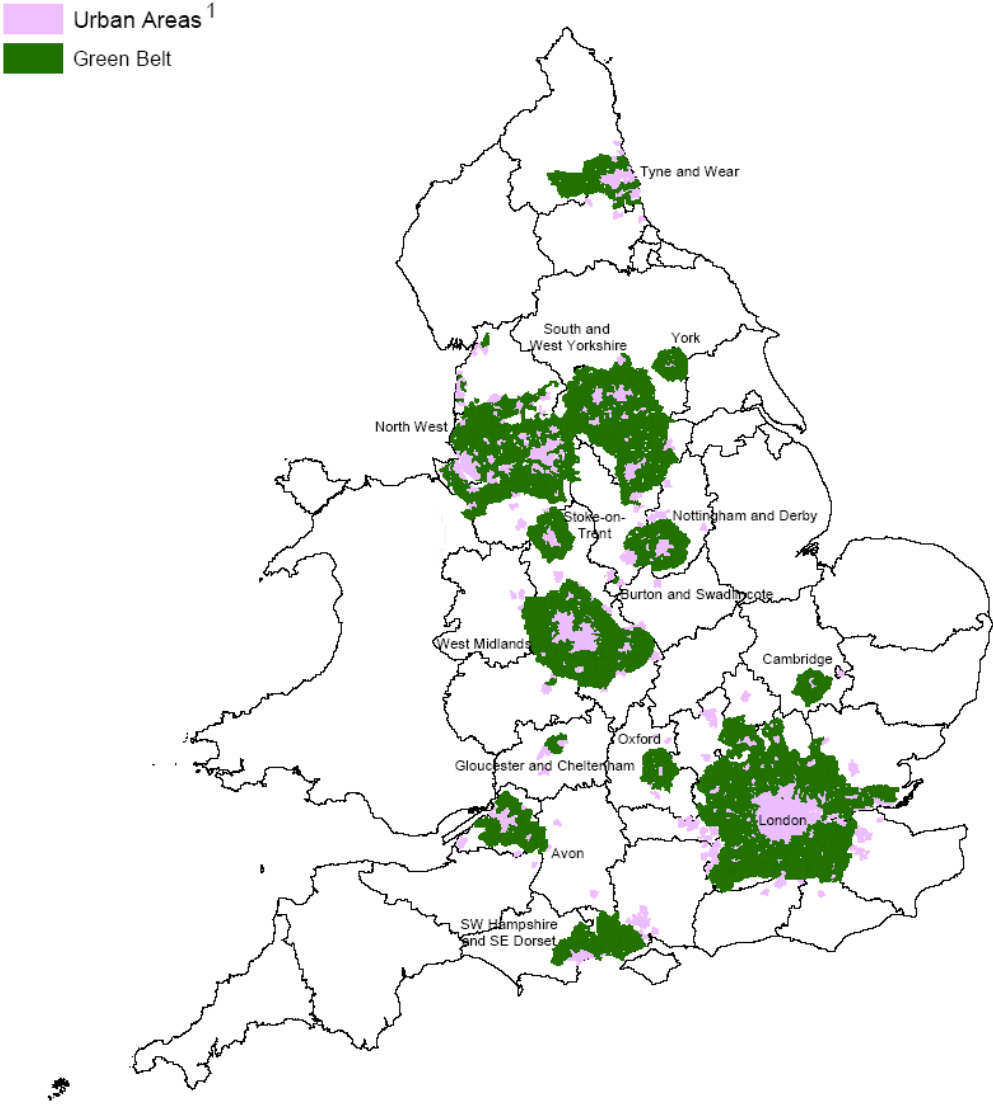 Urban Areas 1
Green Belt
Tyne and Wear
South and
West Yorkshire
York
North West
Stoke-on-
Trent
Nottingham and Derby
Burton and Swadlincote
West Midlands
Cambridge
Oxford
Gloucester and Cheltenham
London
Avon
SW Hampshire
and SE Dorset